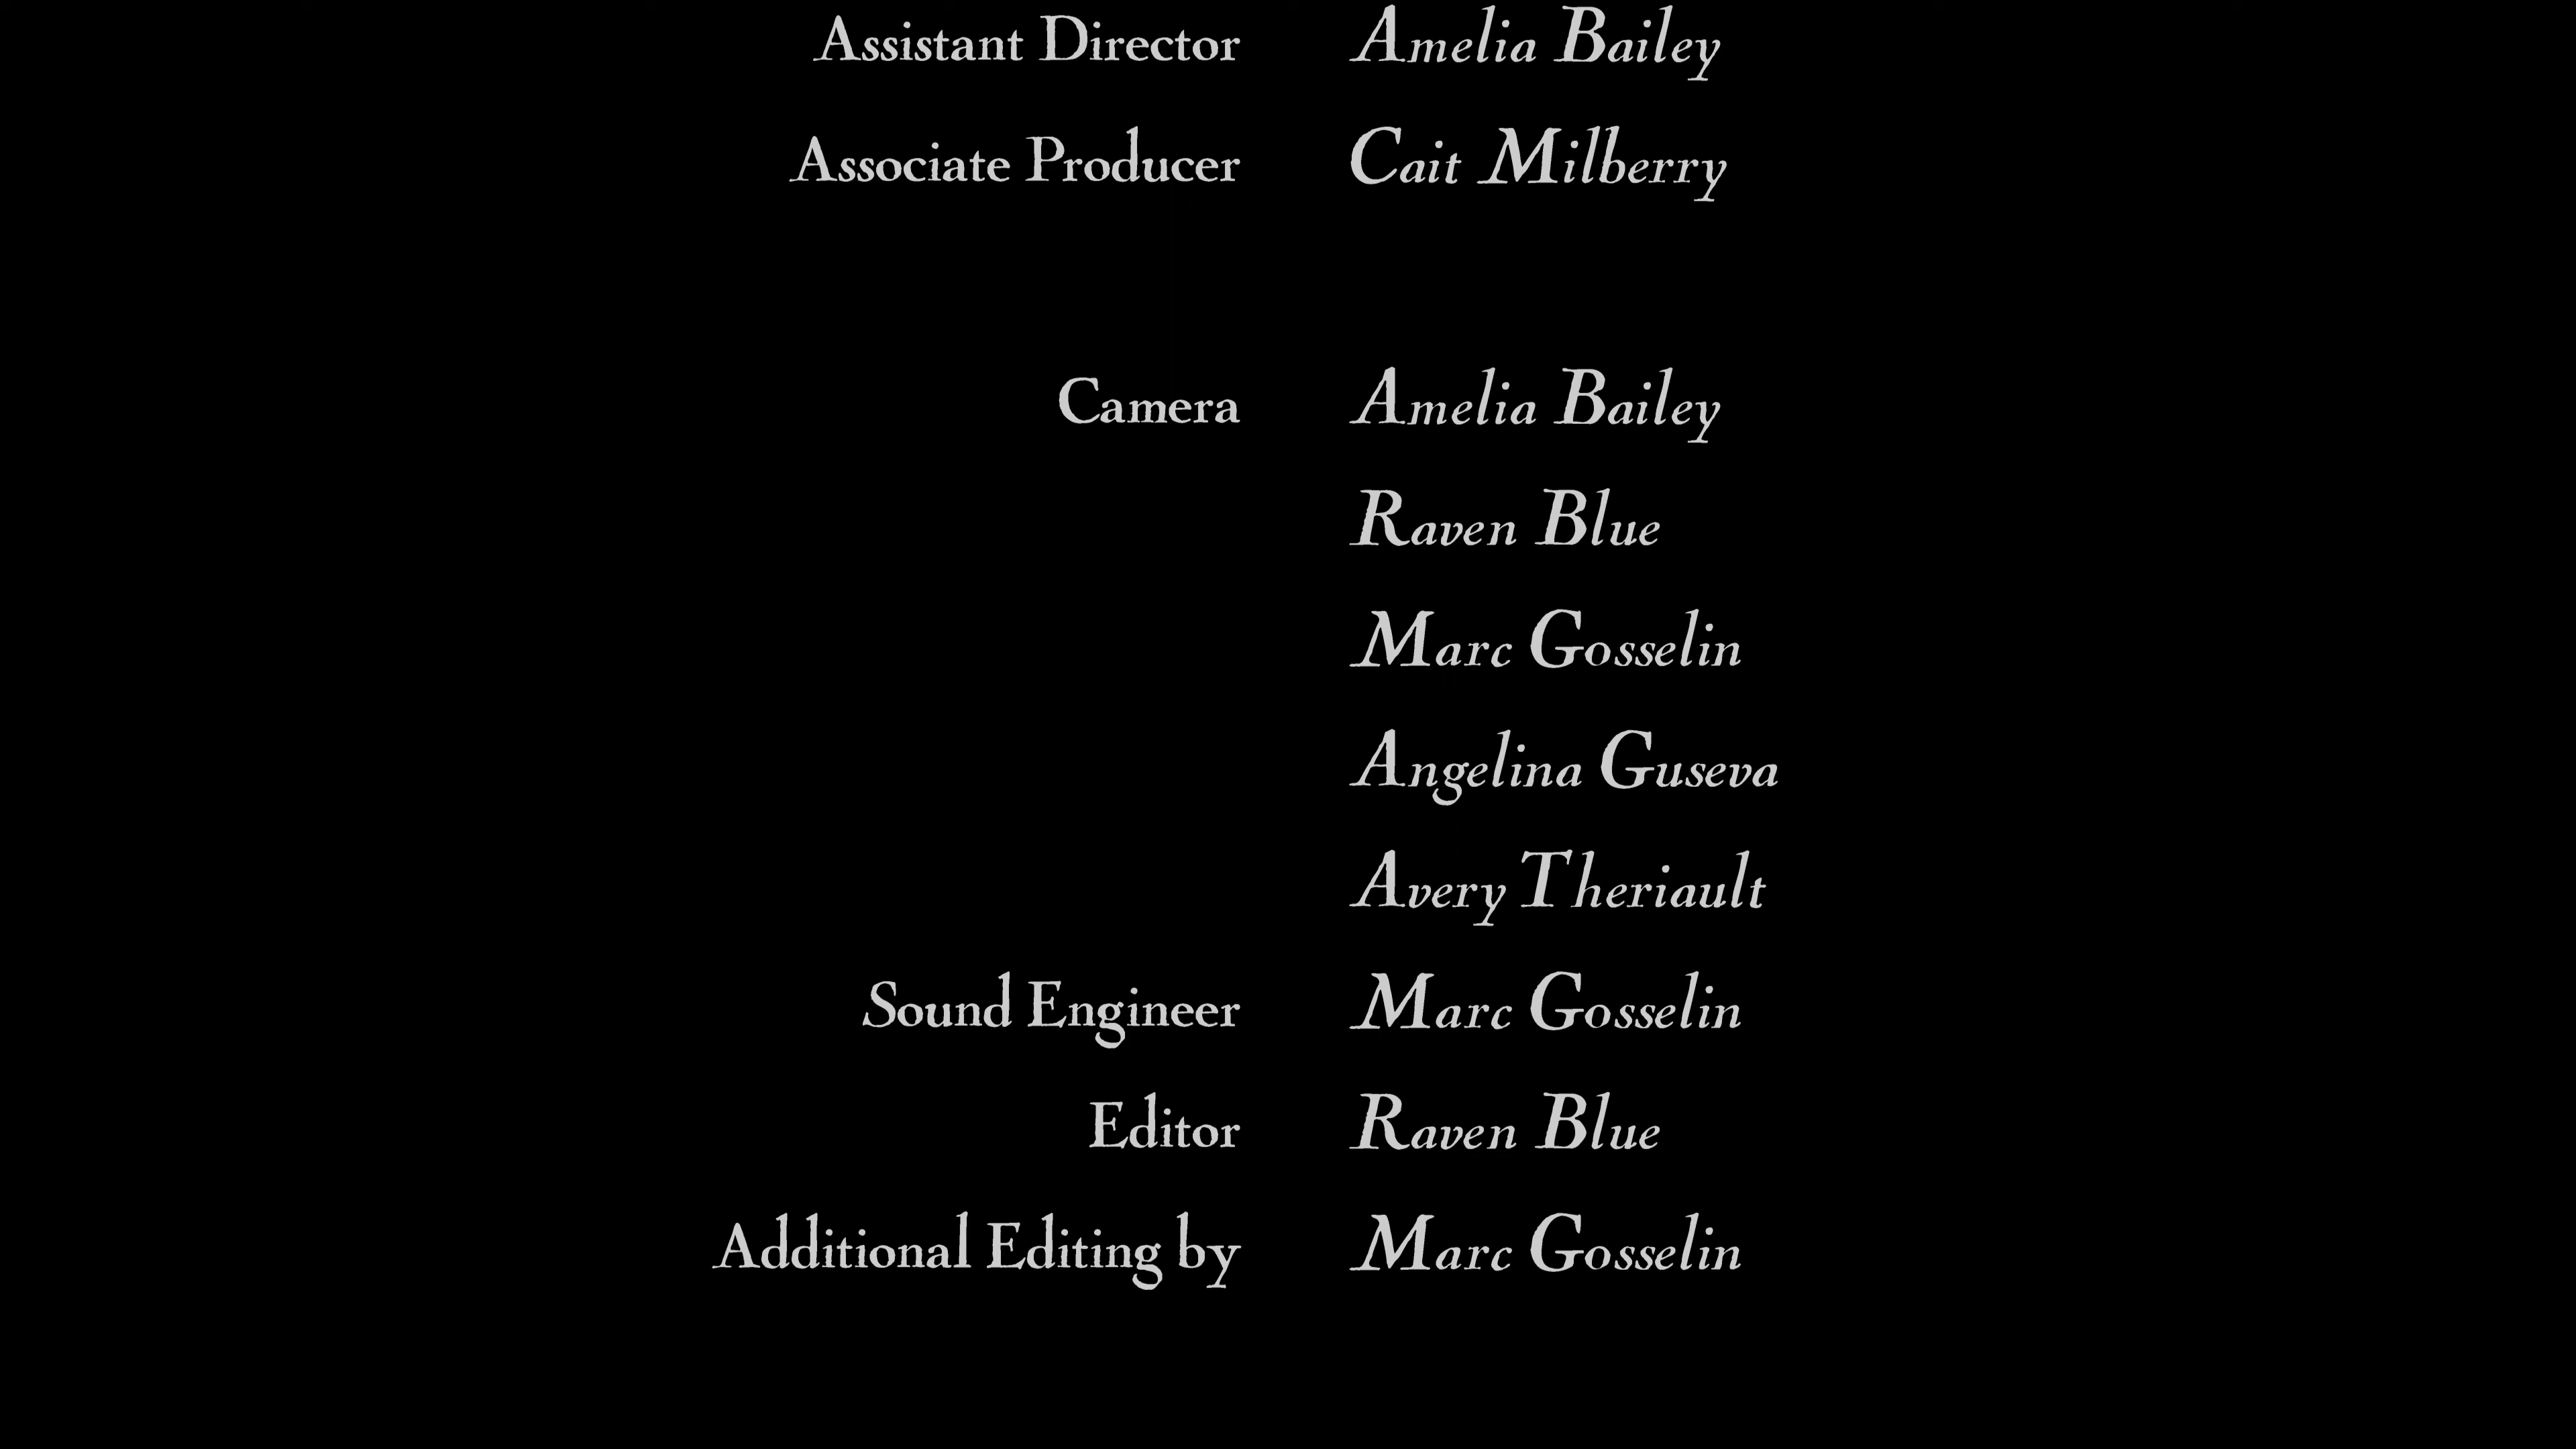 Assistant Director Amelia Bailey
Associate Producer Cait Milberry
Camera Amelia Bailey
Raven Blue
Marc Gosselin
Angelina Guseva
Avery Theriault
Sound Engineer Marc Gosselin
Editor Raven Blue
Additional Editing by Marc Gosselin